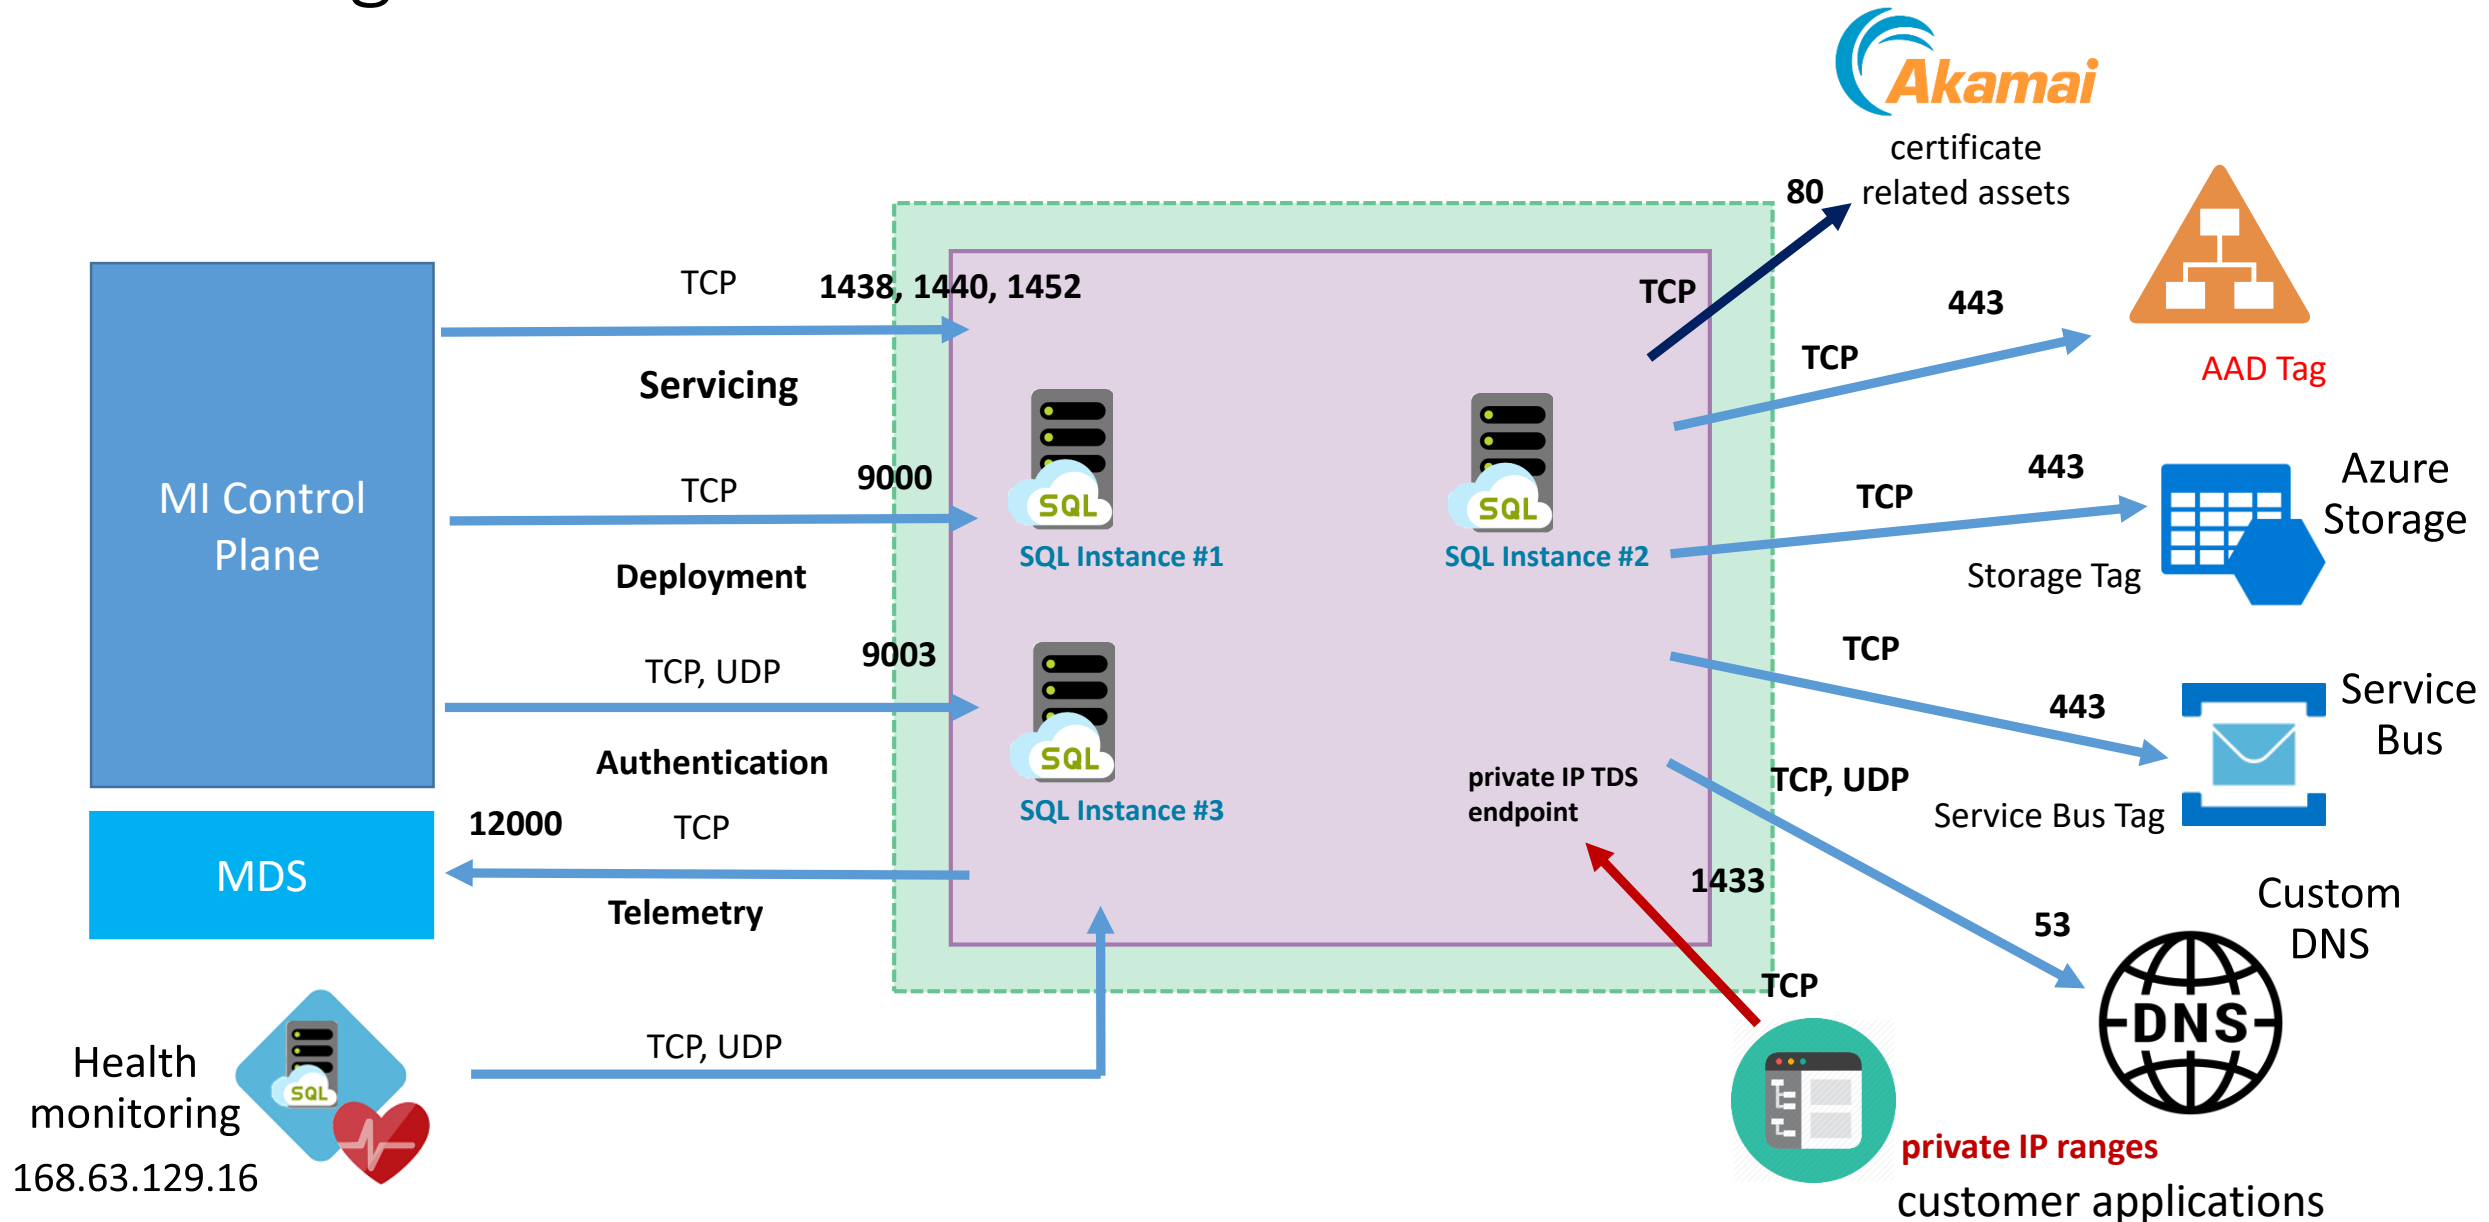 Akamai
certificate
related assets
80
TCP
1438, 1440, 1452
TCP
443
TCP
AAD Tag
Servicing
MI Control
Plane
TCP
9000
Deployment
SQL
SQL Instance #1
SQL
SQL Instance #2
443
TCP
Azure
Storage
Storage Tag
TCP, UDP
9003
Authentication
SQL
SQL Instance #3
TCP
443
Service
Bus
Service Bus Tag
private IP TDS
endpoint
TCP, UDP
MDS
12000
TCP
Telemetry
1433
53
Custom
DNS
DNS
TCP
Health
monitoring
168.63.129.16
SQL
TCP, UDP
private IP ranges
customer applications